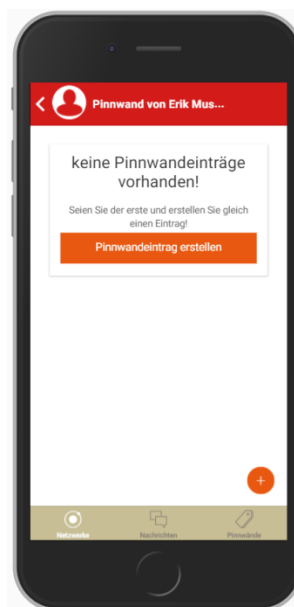 Pinnwand von Erik Mus...
keine Pinnwandeinträge
vorhanden!
Seien Sie der erste und erstellen Sie gleich
einen Eintrag!
Pinnwandeintrag erstellen
+
Netzwerke Nachrichten Pinnwände